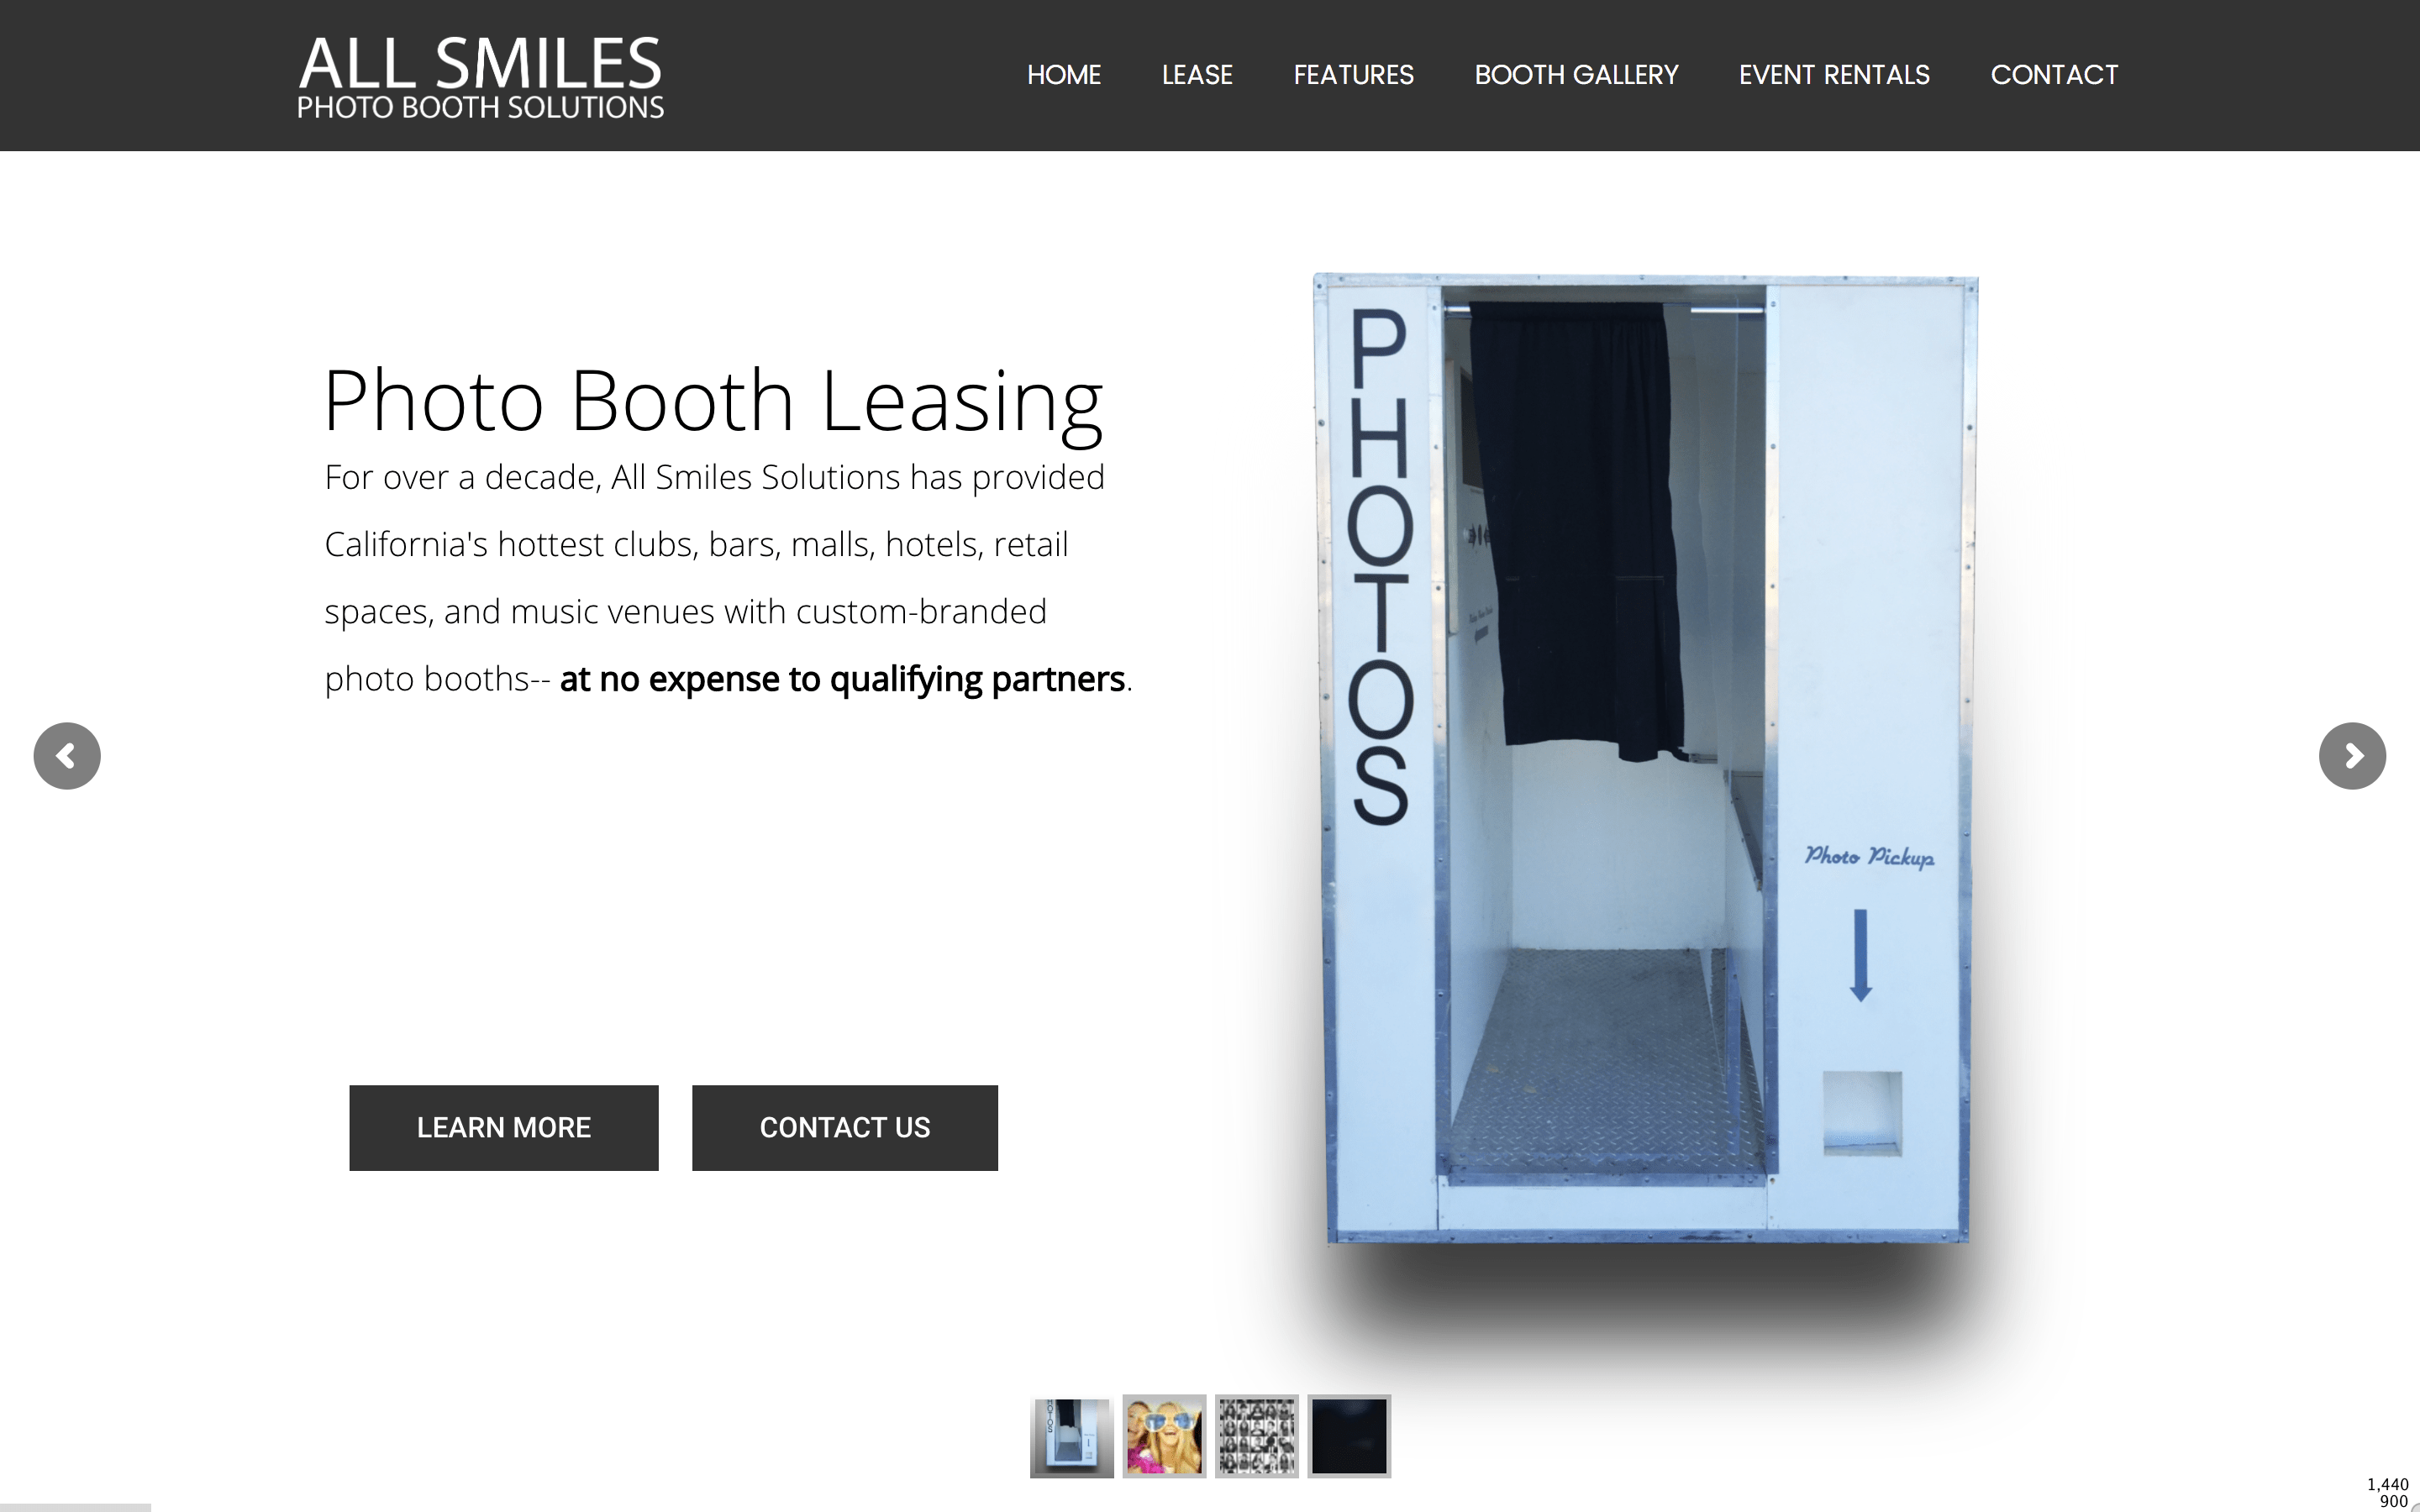 ALL SMILES
PHOTO BOOTH SOLUTIONS
HOME LEASE FEATURES BOOTH GALLERY EVENT RENTALS CONTACT
Photo Booth Leasing
For over a decade, All Smiles Solutions has provided
California's hottest clubs, bars, malls, hotels, retail
spaces, and music venues with custom-branded
photo booths-- at no expense to qualifying partners.
LEARN MORE
CONTACT US
PHOTOS
Photo Pickup
1,440
900